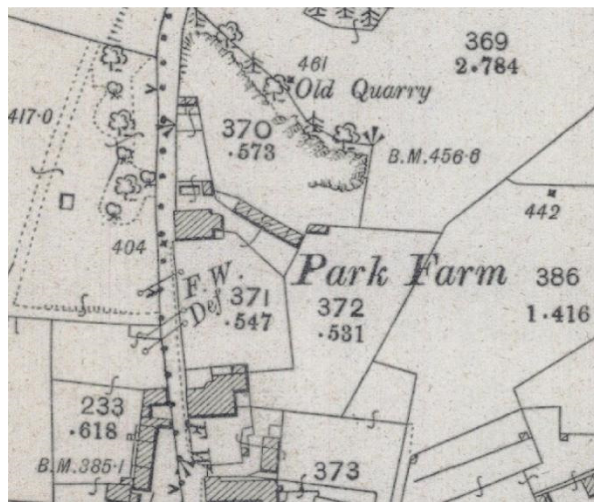 369
2·784
461
Old Quarry
417·0
370
·573
B.M.456·8
442
404
Park Farm
F. W.
Def
371
·547
372
·531
386
1·416
233
·618
B.M.385·1
F. W.
373